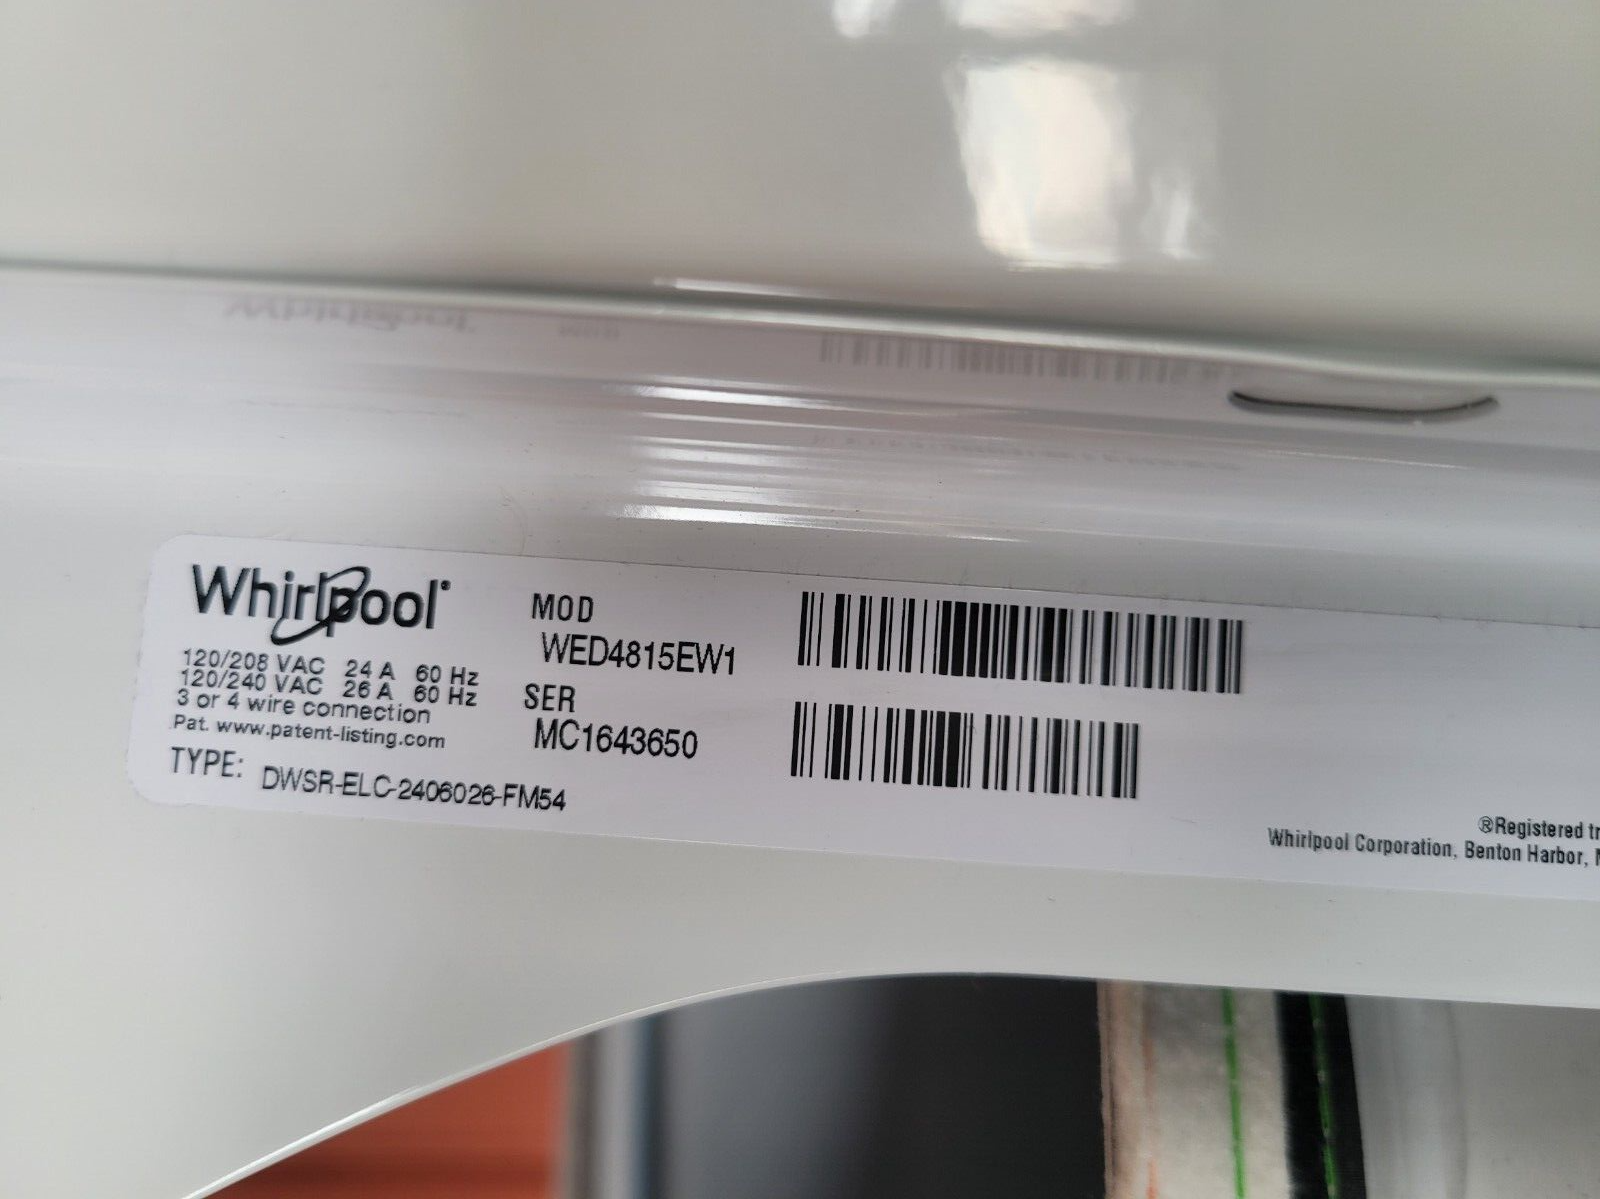 Whirlpool®
120/208 VAC 24 A 60 Hz
120/240 VAC 26 A 60 Hz
3 or 4 wire connection
Pat. www.patent-listing.com
TYPE: DWSR-ELC-2406026-FM54
MOD
WED4815EW1
SER
MC1643650
®Registered
Whirlpool Corporation, Benton Harbor,